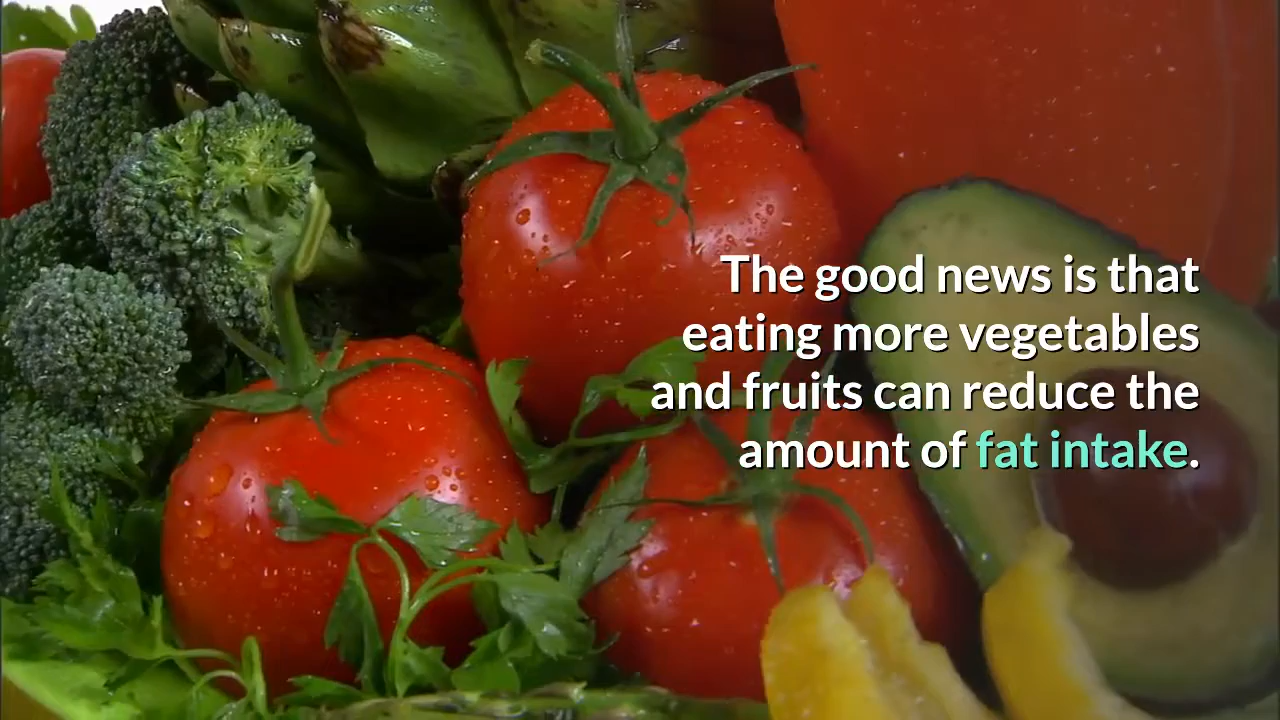 The good news is that
eating more vegetables
and fruits can reduce the
amount of fat intake.